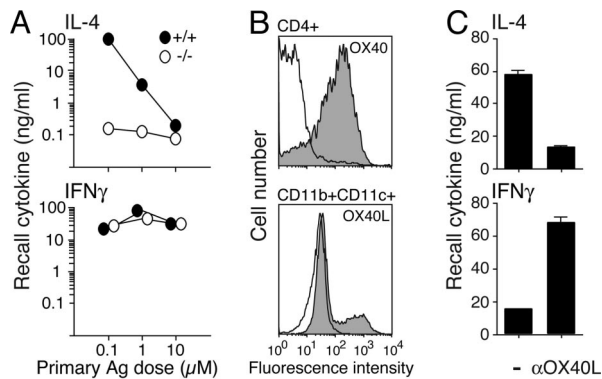 A
B
C
IL-4
+/+
-/-
100
10
1
0.1
IFNγ
100
10
1
0.1
0.1 1 10
Recall cytokine (ng/ml)
Primary Ag dose (µM)
CD4+
OX40
CD11b+CD11c+
OX40L
Cell number
10⁰ 10¹ 10² 10³ 10⁴
Fluorescence intensity
IL-4
80
60
40
20
0
IFNγ
80
60
40
20
0
Recall cytokine (ng/ml)
– αOX40L